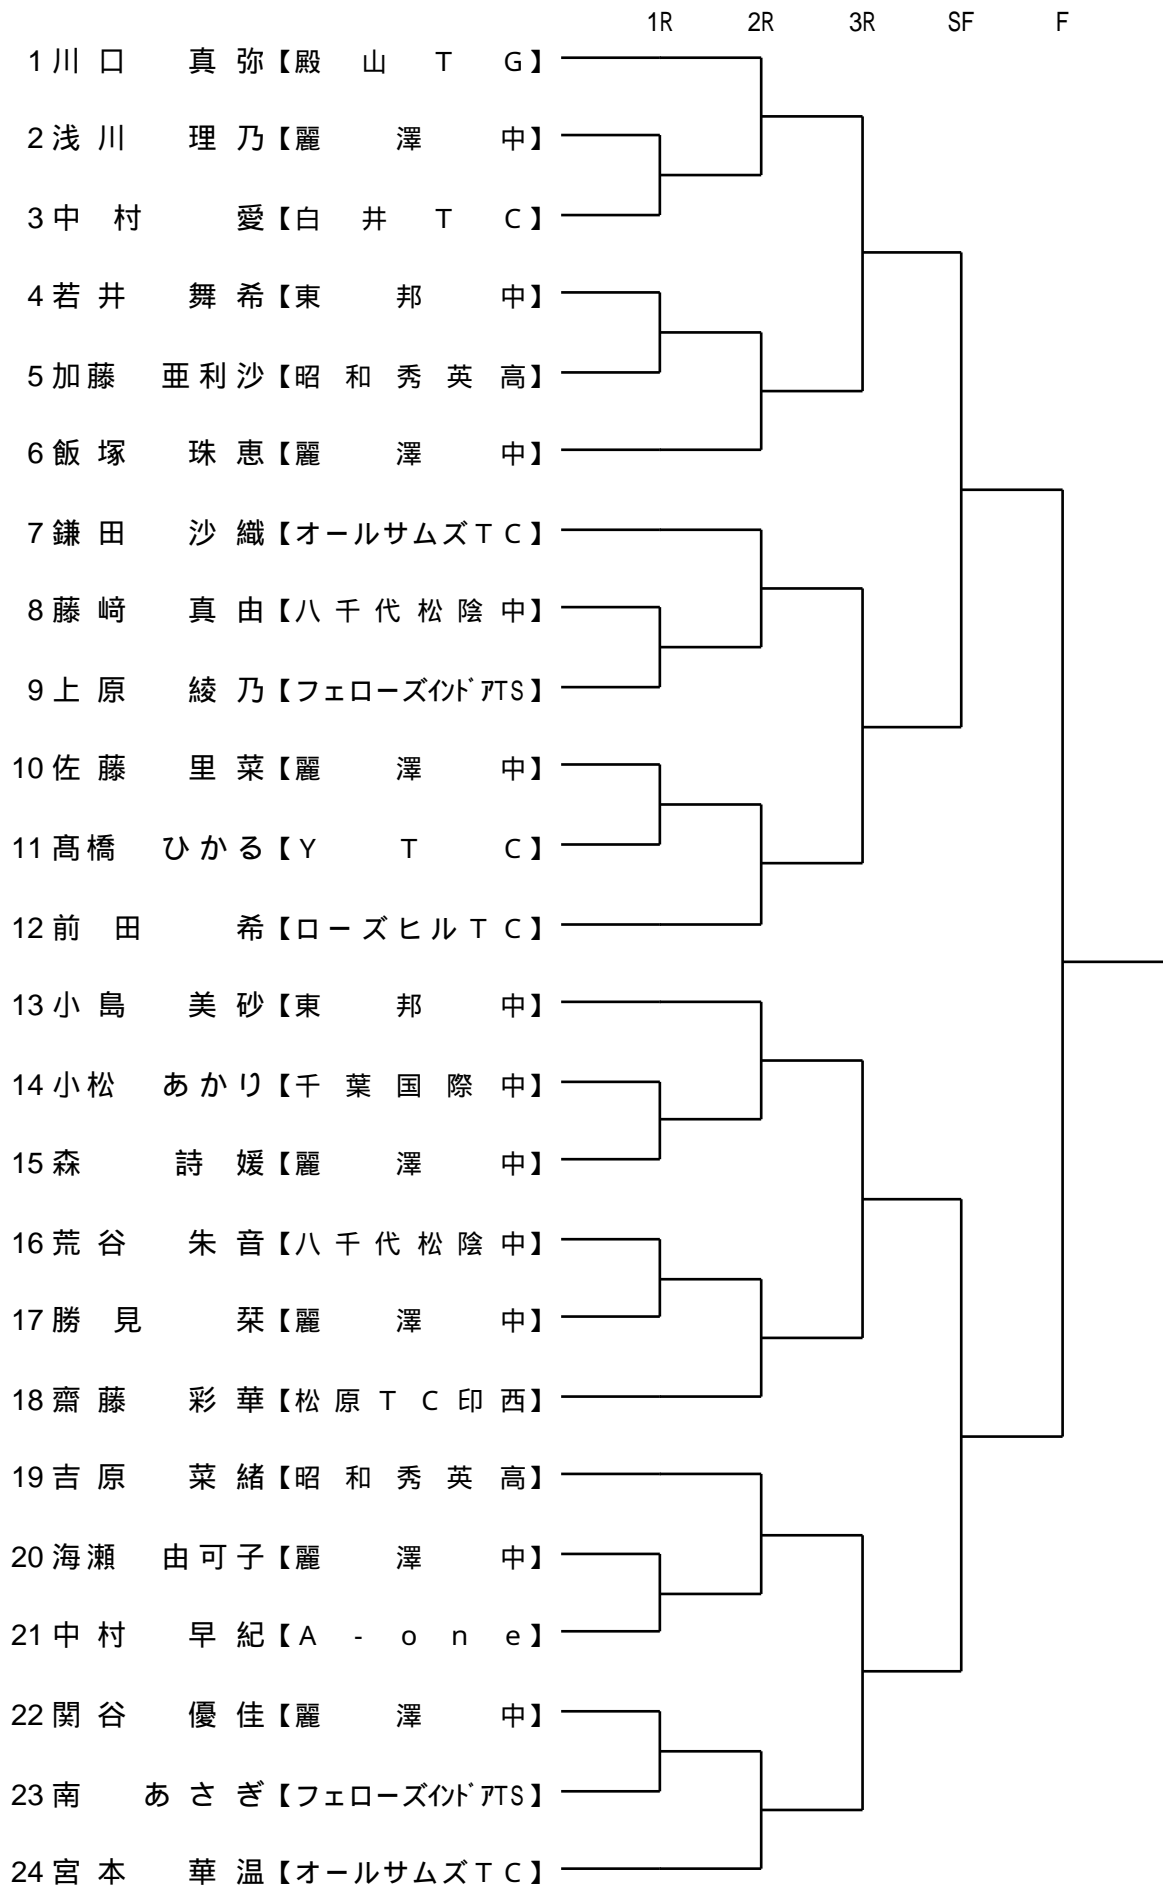 1R 2R 3R SF F
1 川口 真弥【殿山TG】
2 浅川 理乃【麗澤中】
3 中村 愛【白井TC】
4 若井 舞希【東邦中】
5 加藤 亜利沙【昭和秀英高】
6 飯塚 珠恵【麗澤中】
7 鎌田 沙織【オールサムズTC】
8 藤﨑 真由【八千代松陰中】
9 上原 綾乃【フェローズインドアTS】
10 佐藤 里菜【麗澤中】
11 髙橋 ひかる【YTC】
12 前田 希【ローズヒルTC】
13 小島 美砂【東邦中】
14 小松 あかり【千葉国際中】
15 森 詩媛【麗澤中】
16 荒谷 朱音【八千代松陰中】
17 勝見 栞【麗澤中】
18 齋藤 彩華【松原TC印西】
19 吉原 菜緒【昭和秀英高】
20 海瀬 由可子【麗澤中】
21 中村 早紀【A-one】
22 関谷 優佳【麗澤中】
23 南 あさぎ【フェローズインドアTS】
24 宮本 華温【オールサムズTC】